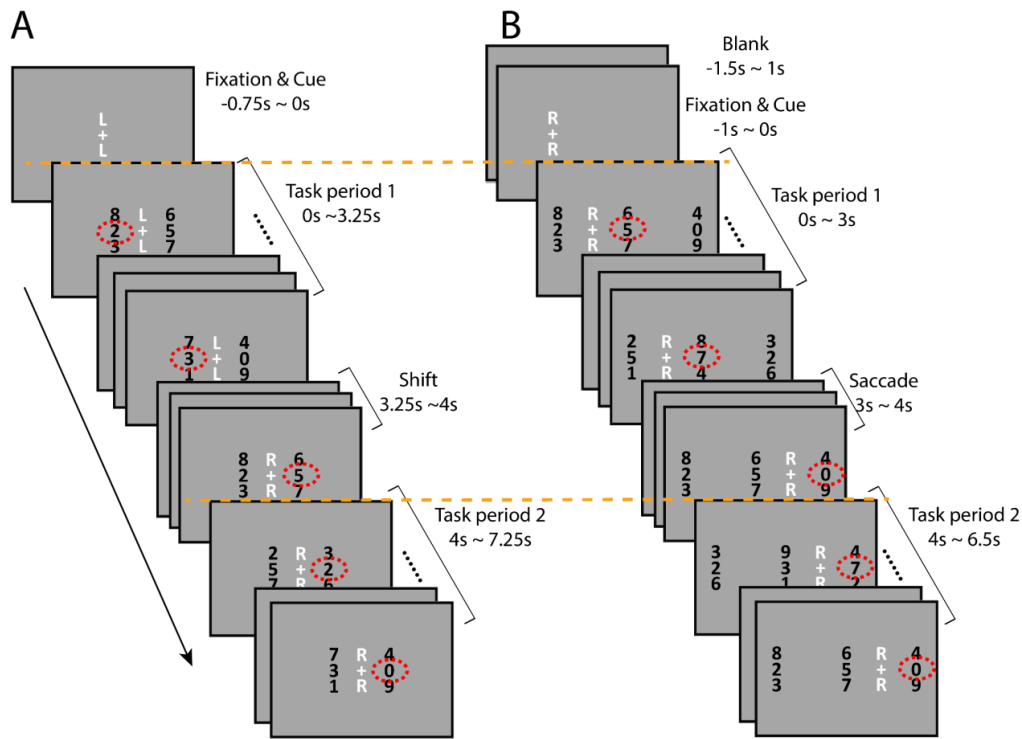 A
Fixation & Cue
-0.75s ~ 0s
L
+
L
Task period 1
0s ~3.25s
8 L 6
2 + 5
3 L 7
7 L 4
3 + 0
1 L 9
Shift
3.25s ~4s
8 R 6
2 + 5
3 R 7
Task period 2
4s ~ 7.25s
2 R 3
5 + 2
7 R 6
7 R 4
3 + 0
1 R 9
B
Blank
-1.5s ~ 1s
Fixation & Cue
-1s ~ 0s
R
+
R
Task period 1
0s ~ 3s
8 R 6 4
2 + 5 0
3 R 7 9
2 R 8 3
5 + 7 2
1 R 4 6
Saccade
3s ~ 4s
8 6 R 4
2 5 + 0
3 7 R 9
Task period 2
4s ~ 6.5s
3 9 R 4
2 3 + 7
6 1 R 2
8 6 R 4
2 5 + 0
3 7 R 9